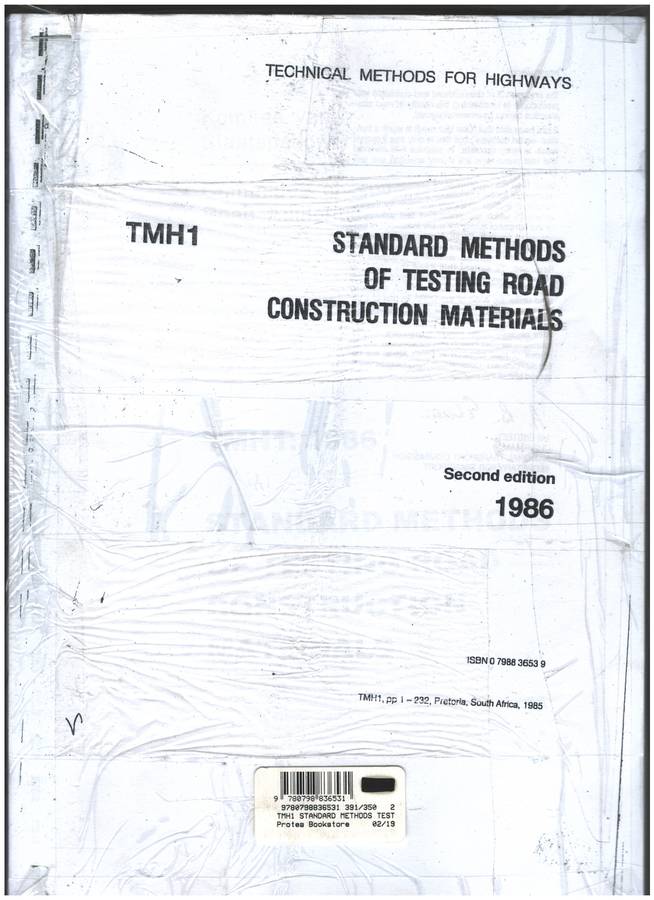 TECHNICAL METHODS FOR HIGHWAYS
TMH1
STANDARD METHODS
OF TESTING ROAD
CONSTRUCTION MATERIALS
Second edition
1986
ISBN 0 7988 3653 9
TMH1, pp 1 – 232, Pretoria, South Africa, 1985
9 780798 836531
9780798836531 391/350 2
TMH1 STANDARD METHODS TEST
Protea Bookstore 02/19